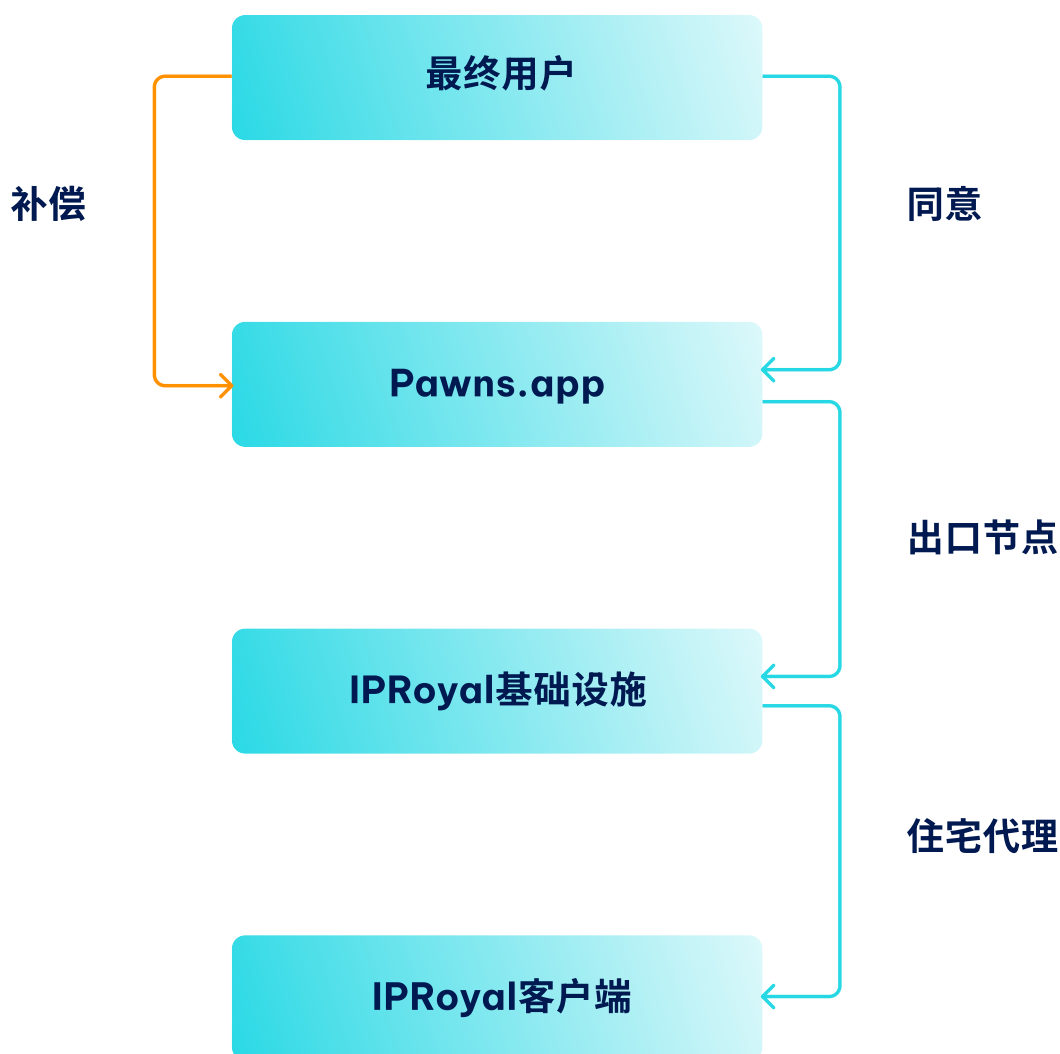 最终用户
补偿
同意
Pawns.app
出口节点
IPRoyal基础设施
住宅代理
IPRoyal客户端